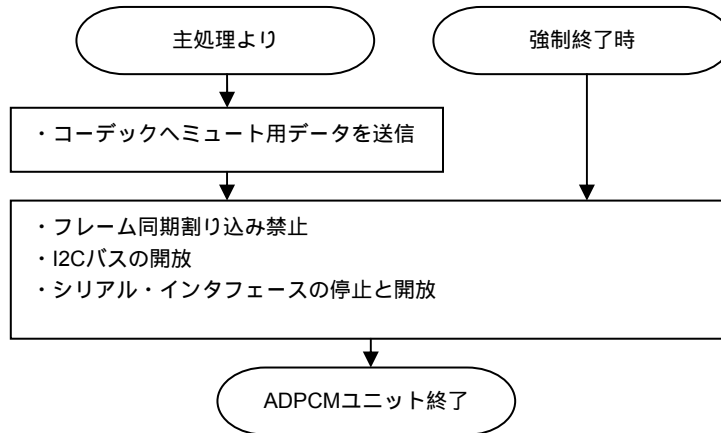 主処理より
強制終了時
・コーデックへミュート用データを送信
・フレーム同期割り込み禁止
・I2Cバスの開放
・シリアル・インタフェースの停止と開放
ADPCMユニット終了